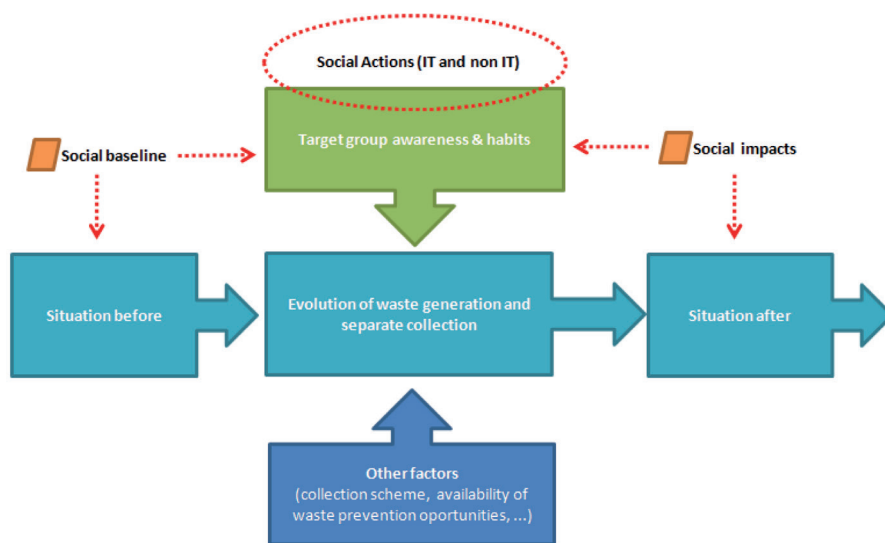 Social Actions (IT and non IT)
Target group awareness & habits
Social baseline
Social impacts
Situation before
Evolution of waste generation and
separate collection
Situation after
Other factors
(collection scheme, availability of
waste prevention oportunities, ...)